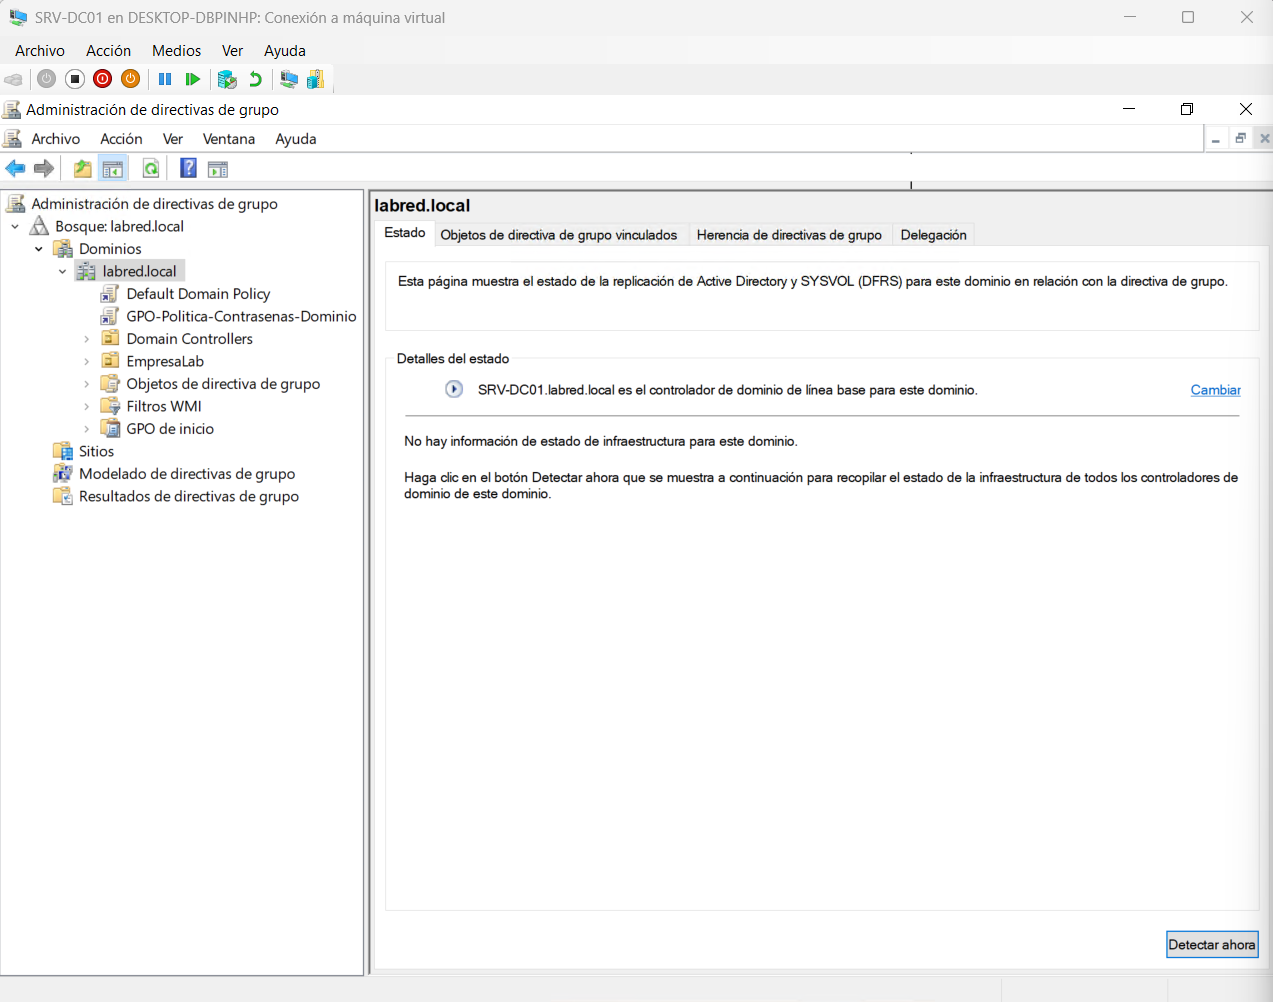 SRV-DC01 en DESKTOP-DBPINHP: Conexión a máquina virtual
Archivo Acción Medios Ver Ayuda
Administración de directivas de grupo
Archivo Acción Ver Ventana Ayuda
Administración de directivas de grupo
Bosque: labred.local
Dominios
labred.local
Default Domain Policy
GPO-Politica-Contrasenas-Dominio
Domain Controllers
EmpresaLab
Objetos de directiva de grupo
Filtros WMI
GPO de inicio
Sitios
Modelado de directivas de grupo
Resultados de directivas de grupo
labred.local
Estado Objetos de directiva de grupo vinculados Herencia de directivas de grupo Delegación
Esta página muestra el estado de la replicación de Active Directory y SYSVOL (DFRS) para este dominio en relación con la directiva de grupo.
Detalles del estado
SRV-DC01.labred.local es el controlador de dominio de línea base para este dominio. Cambiar
No hay información de estado de infraestructura para este dominio.
Haga clic en el botón Detectar ahora que se muestra a continuación para recopilar el estado de la infraestructura de todos los controladores de
dominio de este dominio.
Detectar ahora